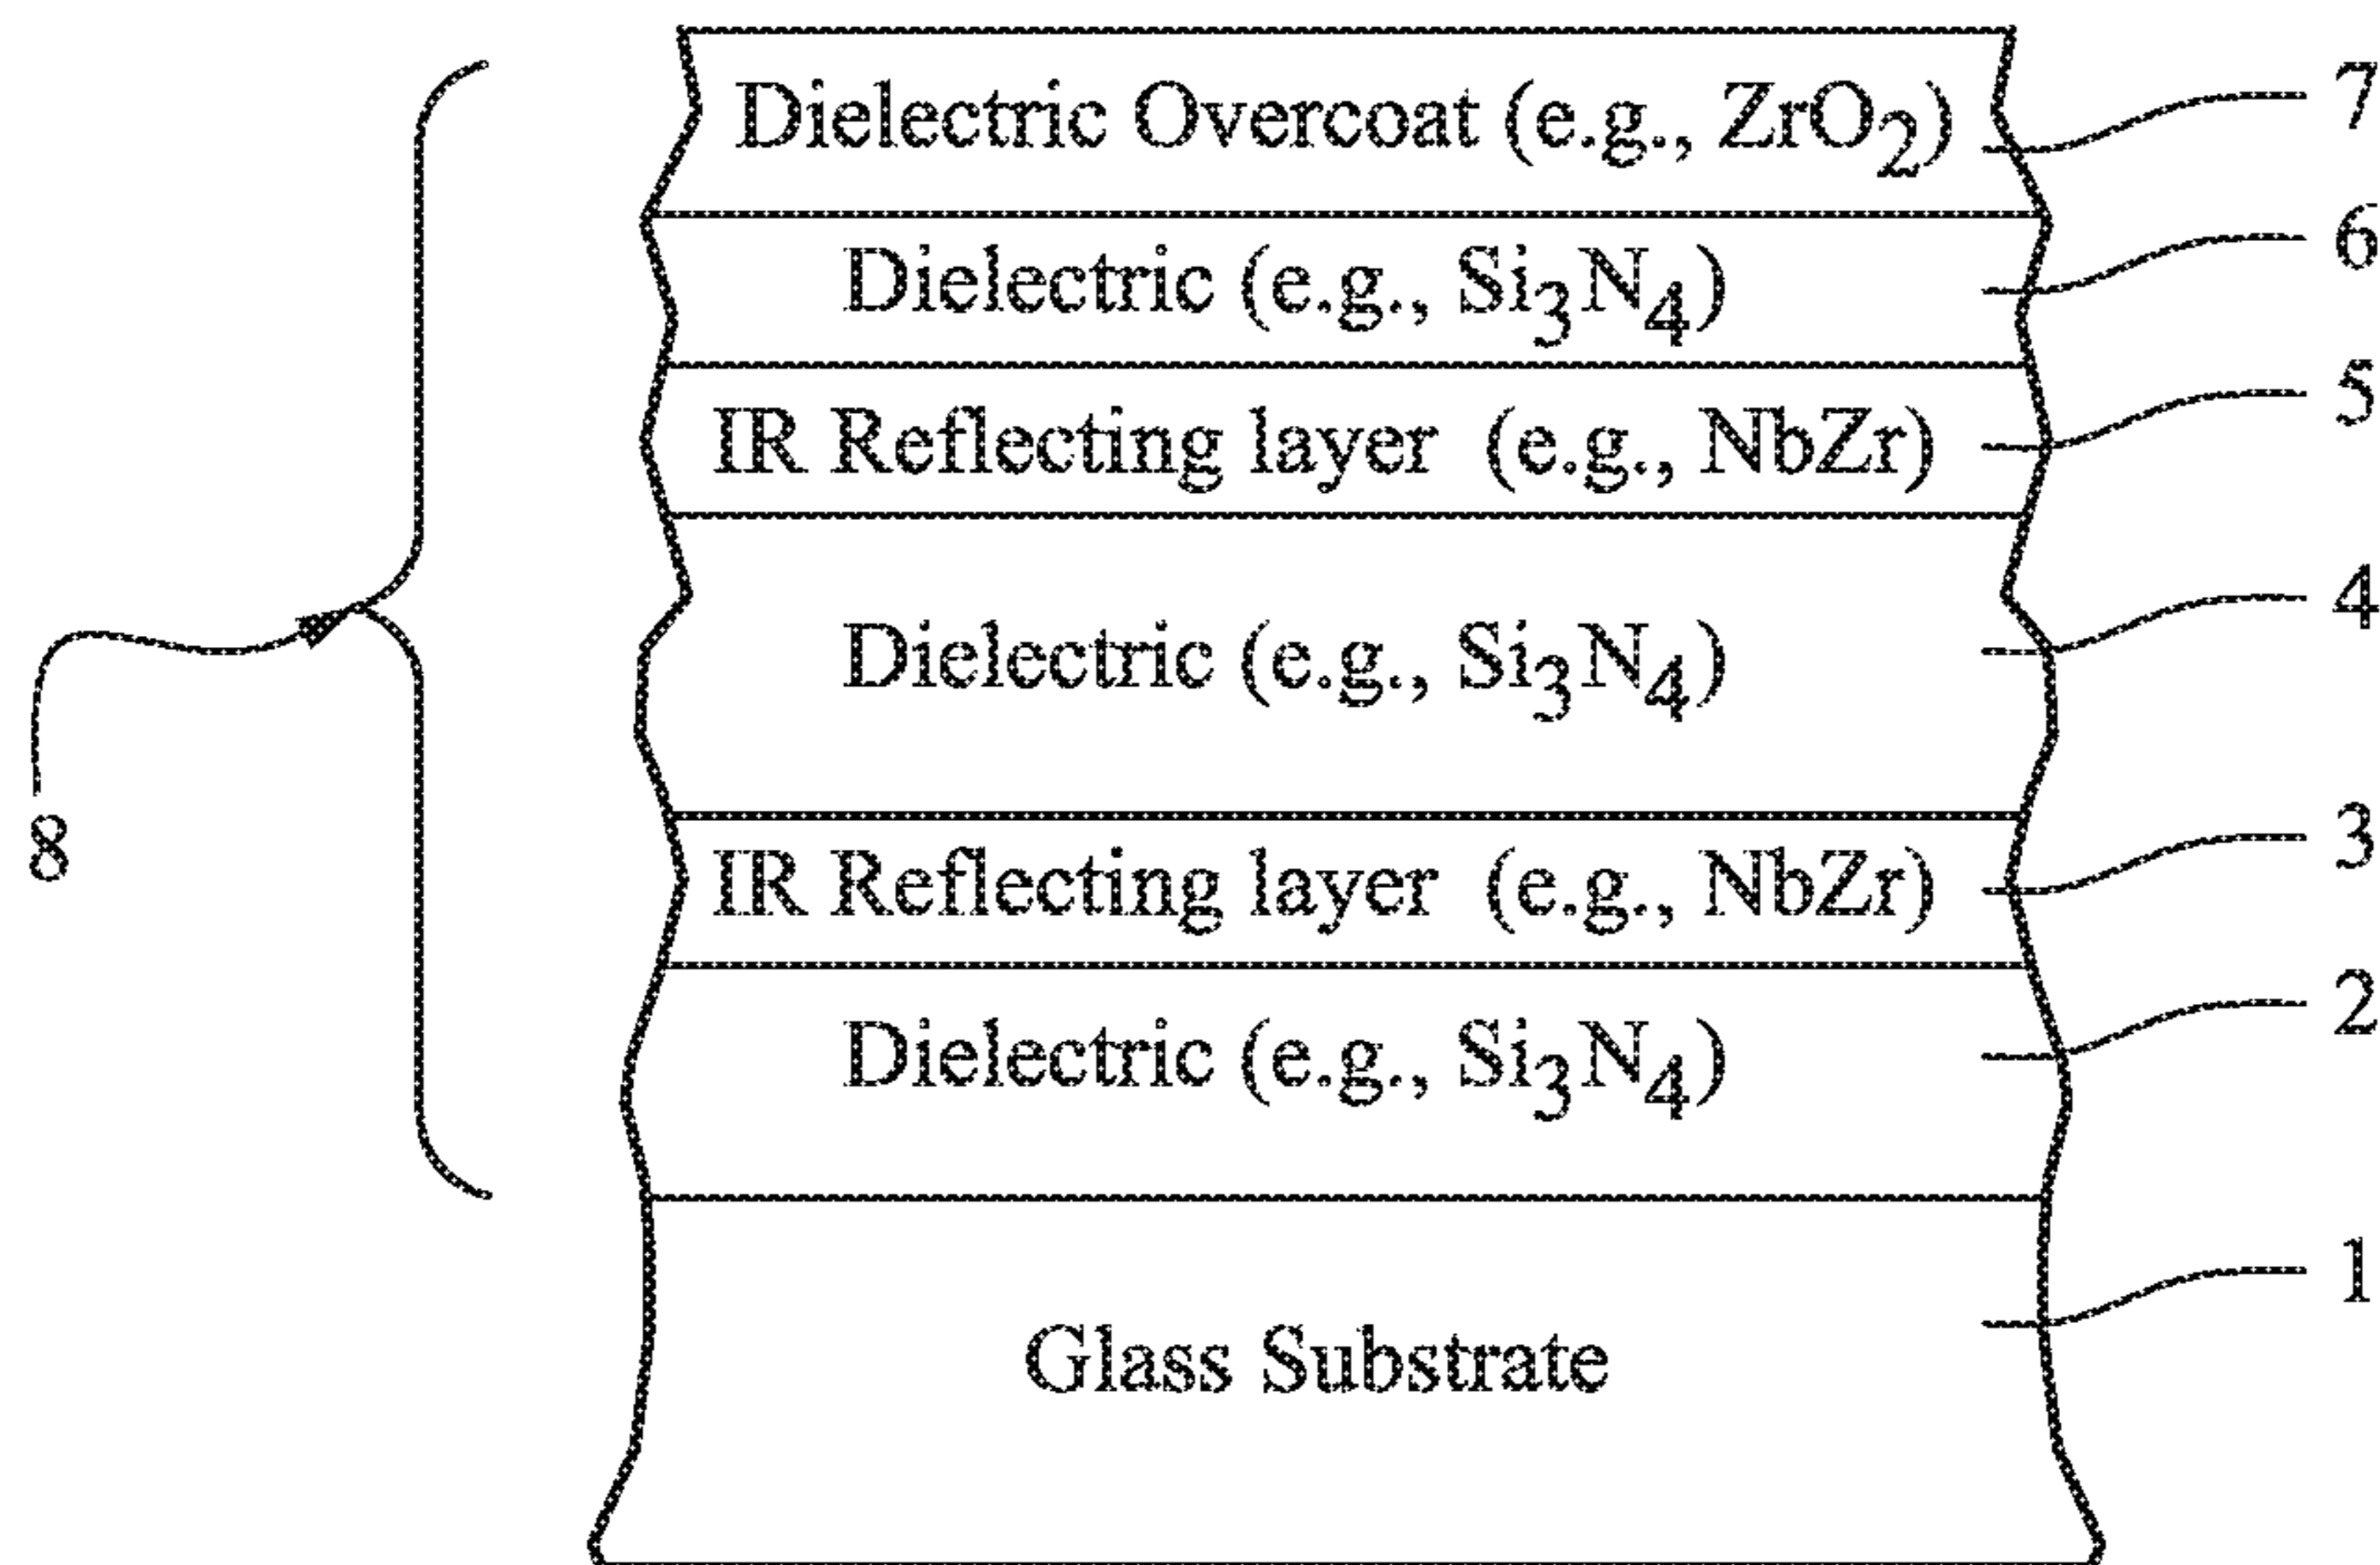 Dielectric Overcoat (e.g., ZrO₂) 7
Dielectric (e.g., Si₃N₄) 6
IR Reflecting layer (e.g., NbZr) 5
Dielectric (e.g., Si₃N₄) 4
8
IR Reflecting layer (e.g., NbZr) 3
Dielectric (e.g., Si₃N₄) 2
Glass Substrate 1